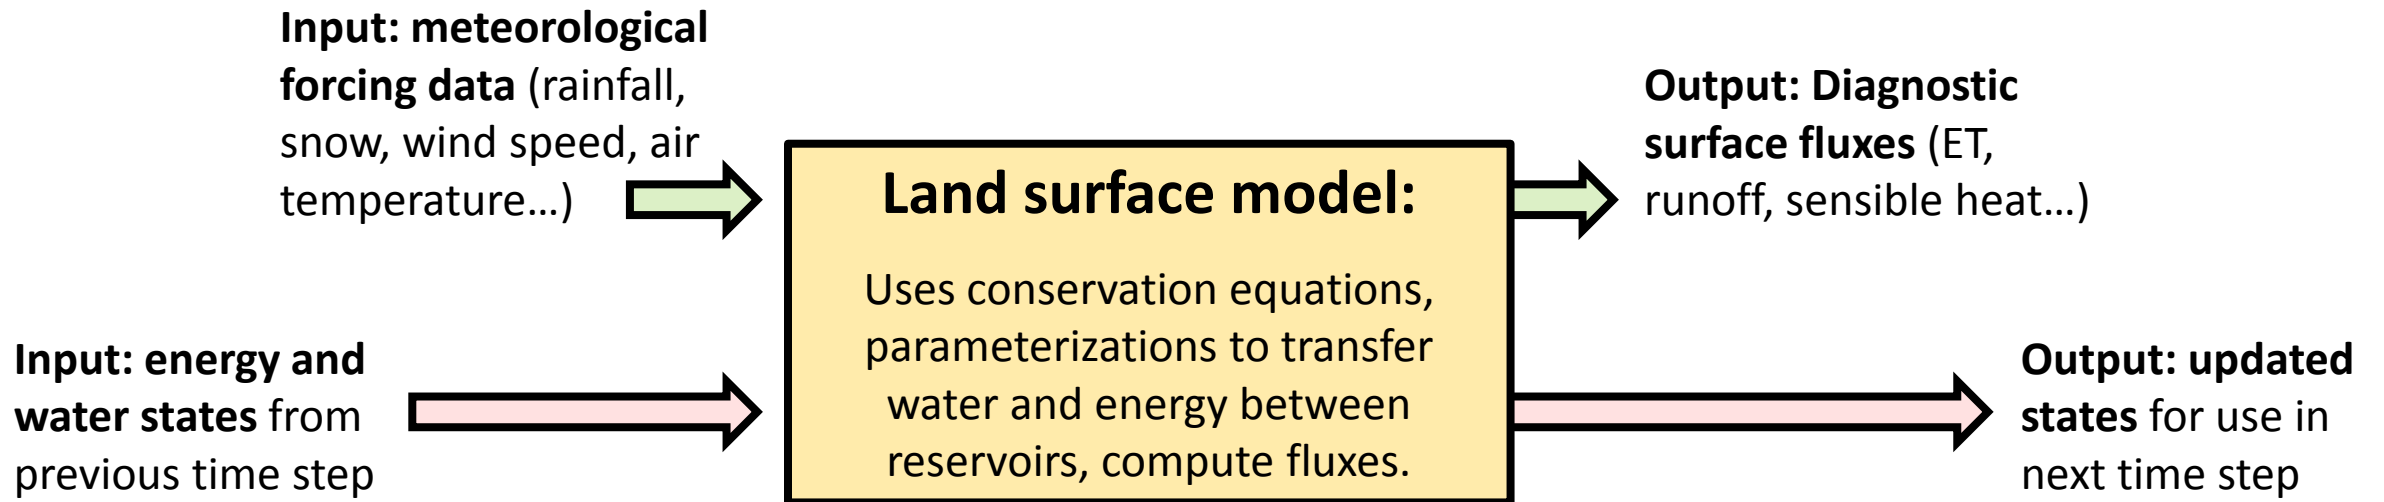 Input: meteorological
forcing data (rainfall,
snow, wind speed, air
temperature…)
Input: energy and
water states from
previous time step
Land surface model:
Uses conservation equations,
parameterizations to transfer
water and energy between
reservoirs, compute fluxes.
Output: Diagnostic
surface fluxes (ET,
runoff, sensible heat…)
Output: updated
states for use in
next time step